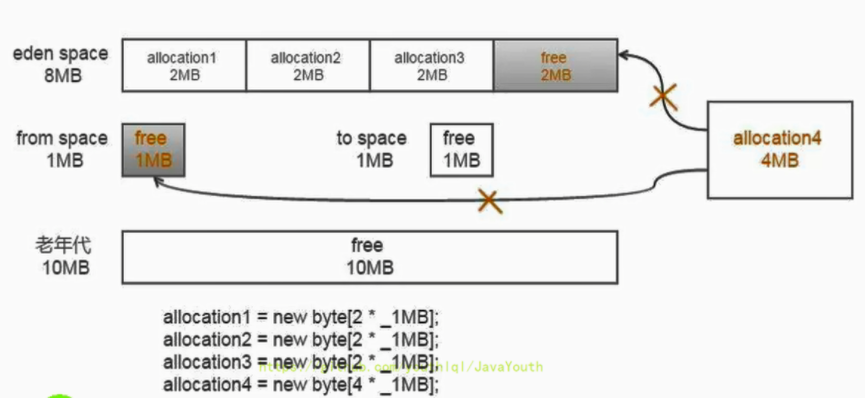 eden space
8MB
allocation1
2MB
allocation2
2MB
allocation3
2MB
free
2MB
from space
1MB
free
1MB
to space
1MB
free
1MB
allocation4
4MB
老年代
10MB
free
10MB
allocation1 = new byte[2 * _1MB];
allocation2 = new byte[2 * _1MB];
allocation3 = new byte[2 * _1MB];
allocation4 = new byte[4 * _1MB];
/JavaYouth